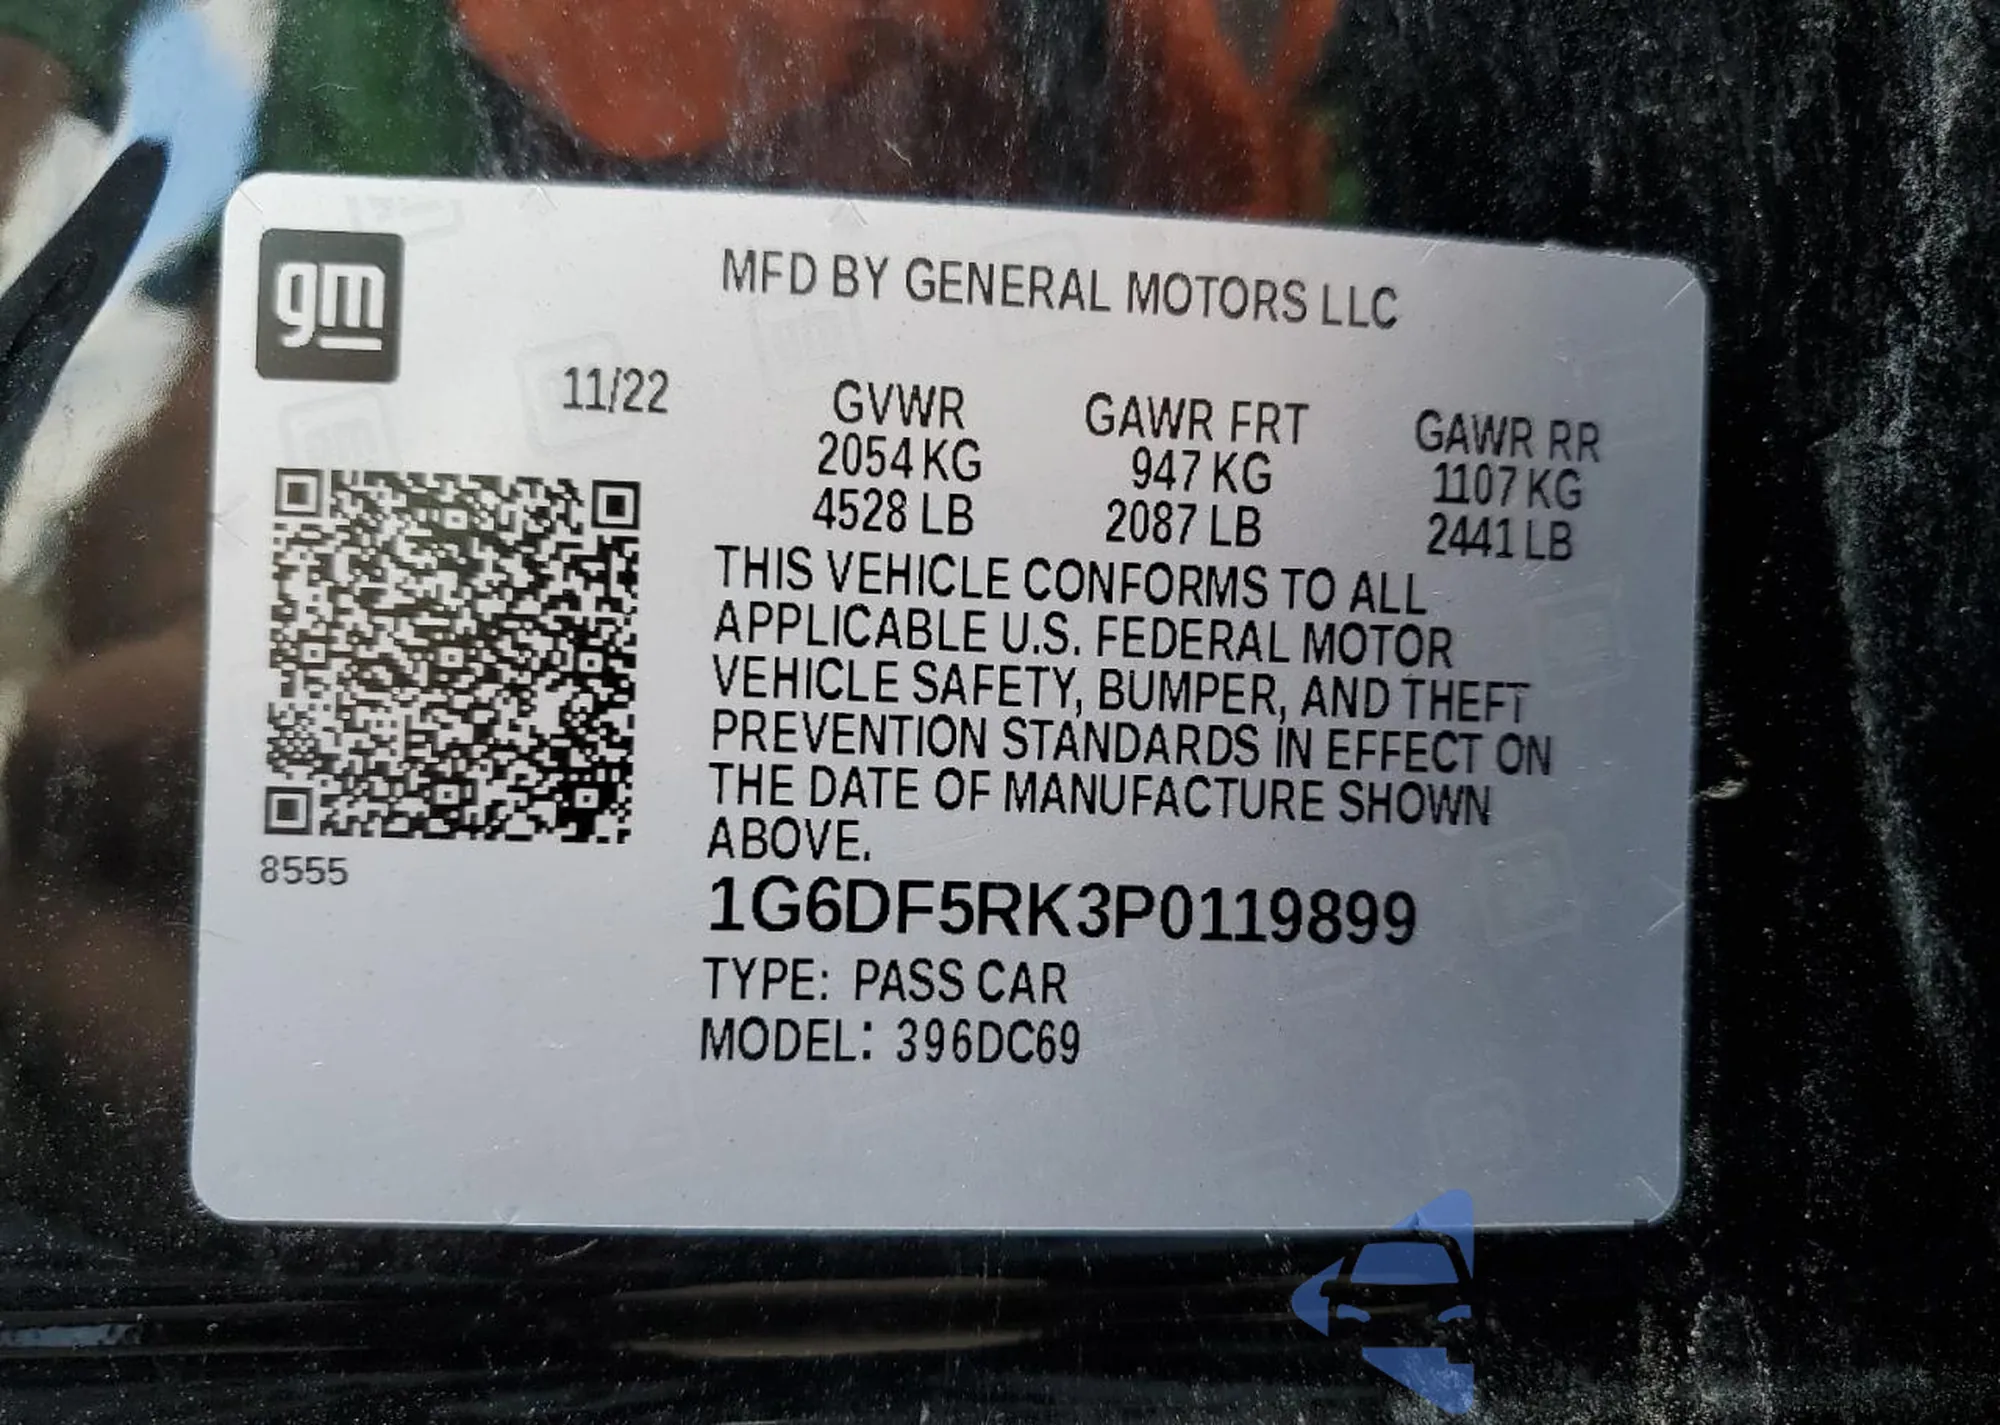 gm
MFD BY GENERAL MOTORS LLC
11/22
GVWR GAWR FRT GAWR RR
2054 KG 947 KG 1107 KG
4528 LB 2087 LB 2441 LB
THIS VEHICLE CONFORMS TO ALL
APPLICABLE U.S. FEDERAL MOTOR
VEHICLE SAFETY, BUMPER, AND THEFT
PREVENTION STANDARDS IN EFFECT ON
THE DATE OF MANUFACTURE SHOWN
ABOVE.
8555
1G6DF5RK3P0119899
TYPE: PASS CAR
MODEL: 396DC69